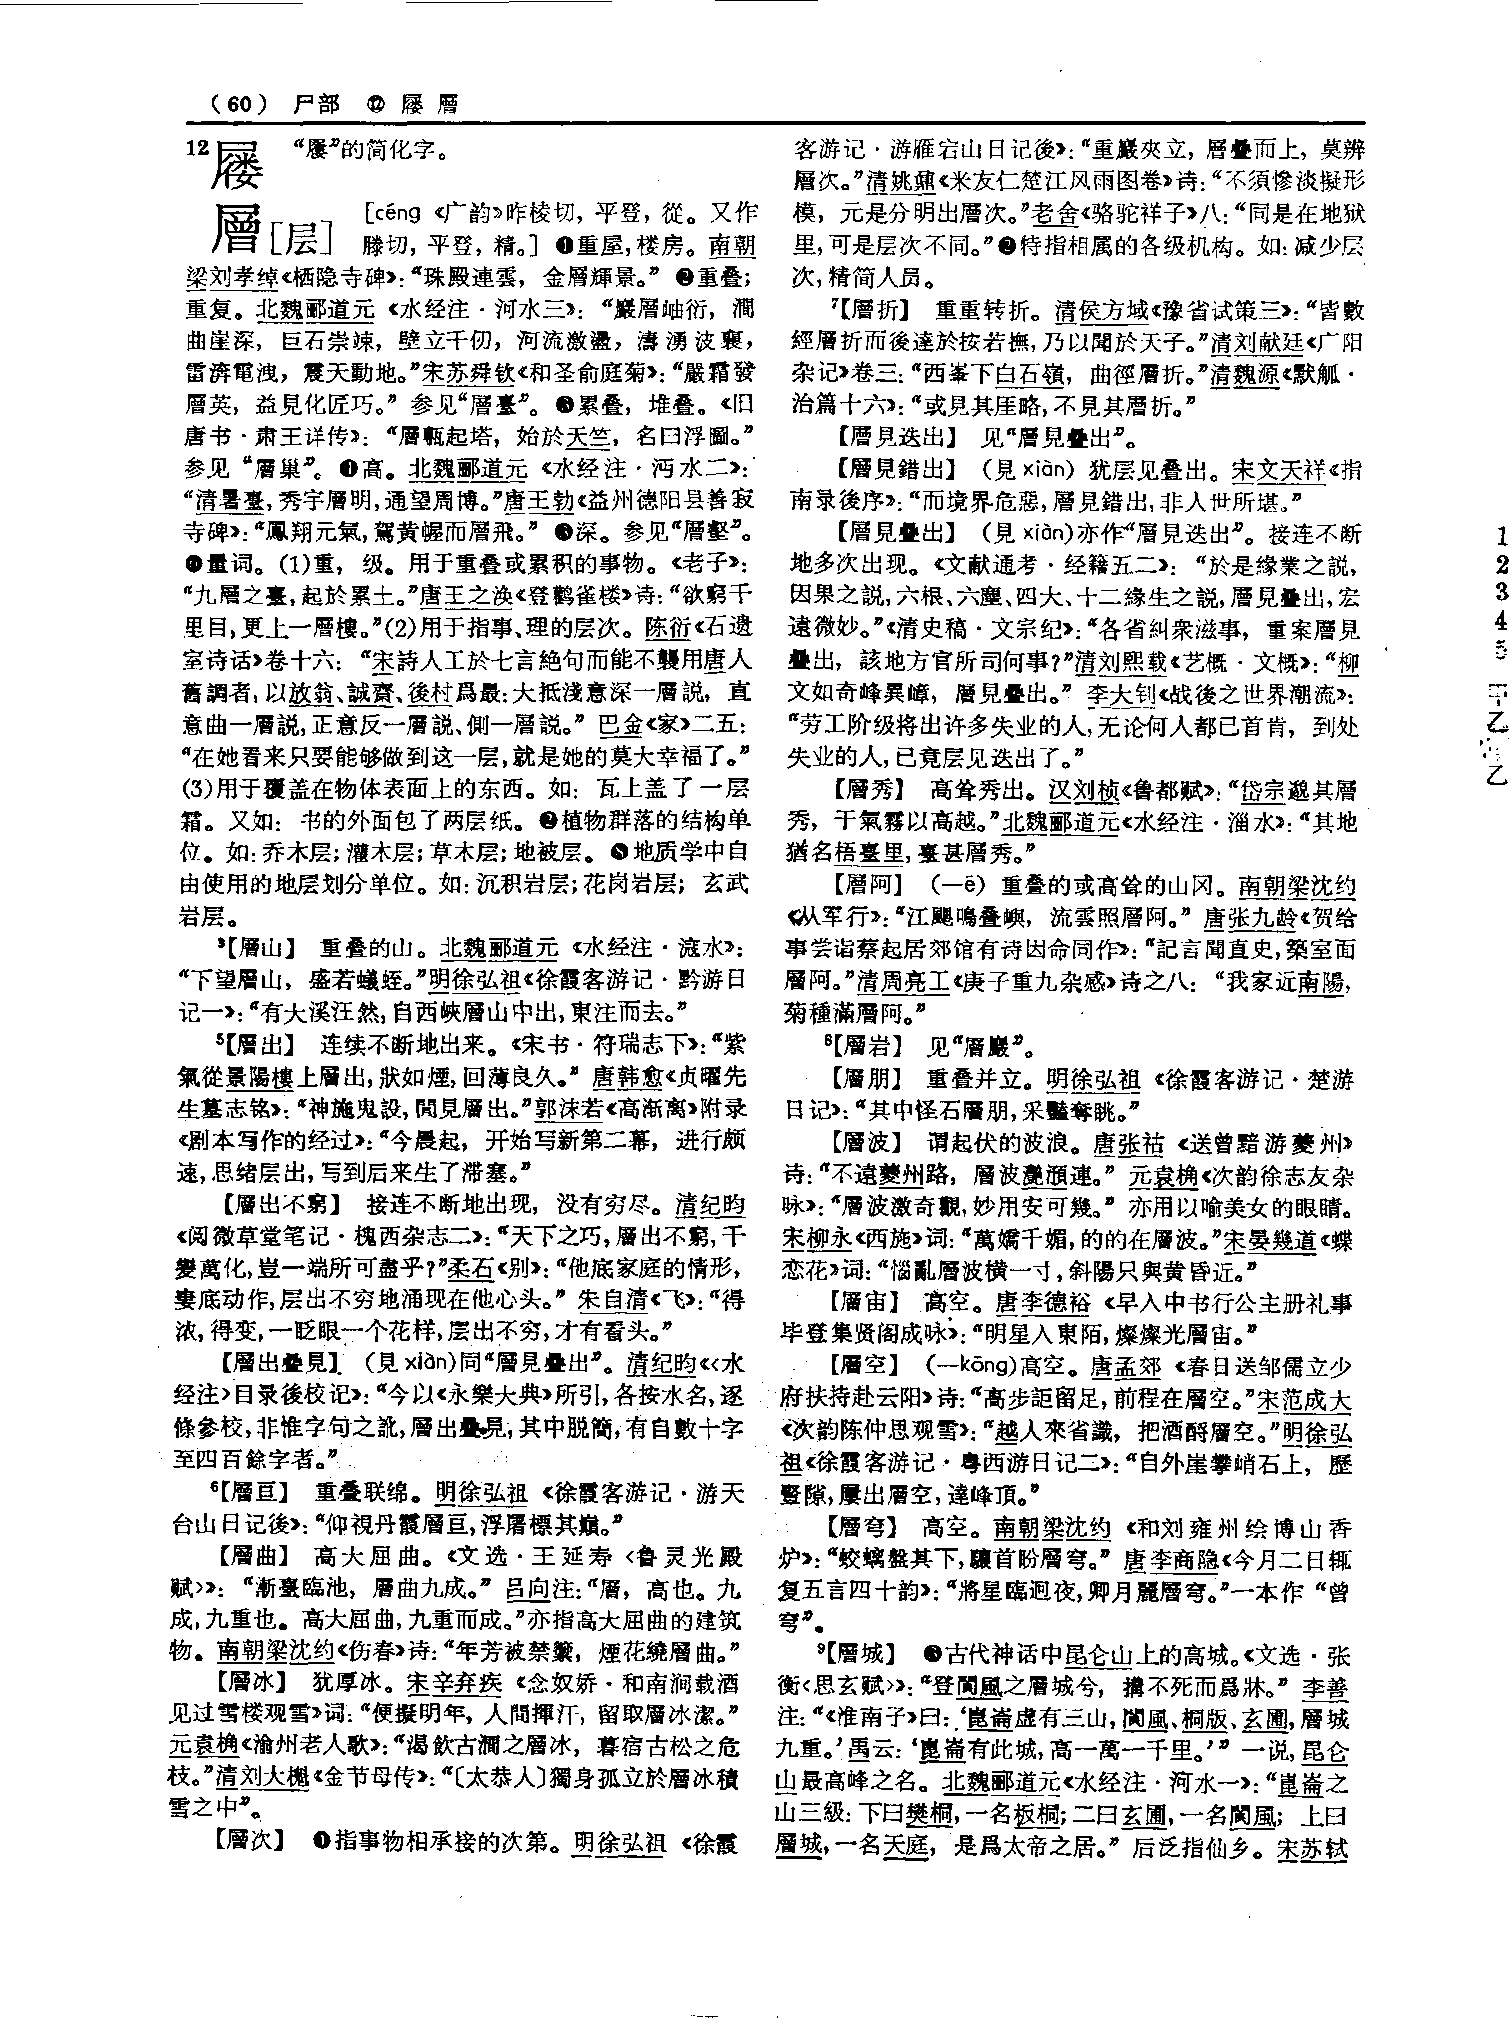 (60) 尸部 ⑫ 屦 層
12 “屨”的简化字。
層[层] [céng 《广韵》昨棱切，平登，從。又作
滕切，平登，精。] ❶重屋，楼房。南朝
梁刘孝绰《栖隐寺碑》：“珠殿連雲，金層輝景。” ❷重叠；
重复。北魏郦道元《水经注·河水三》：“巖層岫衍，澗
曲崖深，巨石崇竦，壁立千仞，河流激盪，濤湧波襄，
雷渀電洩，震天動地。”宋苏舜钦《和圣俞庭菊》：“嚴霜發
層英，益見化匠巧。” 参见“層臺”。❸累叠，堆叠。《旧
唐书·肃王详传》：“層甎起塔，始於天竺，名曰浮圖。”
参见“層巢”。❹高。北魏郦道元《水经注·沔水二》：
“清暑臺，秀宇層明，通望周博。”唐王勃《益州德阳县善寂
寺碑》：“鳳翔元氣，駕黄幄而層飛。” ❺深。参见“層壑”。
❻量词。(1)重，级。用于重叠或累积的事物。《老子》：
“九層之臺，起於累土。”唐王之涣《登鹳雀楼》诗：“欲窮千
里目，更上一層樓。”(2)用于指事、理的层次。陈衍《石遗
室诗话》卷十六：“宋詩人工於七言絶句而能不襲用唐人
舊調者，以放翁、誠齋、後村爲最：大抵淺意深一層説，直
意曲一層説，正意反一層説、側一層説。” 巴金《家》二五：
“在她看来只要能够做到这一层，就是她的莫大幸福了。”
(3)用于覆盖在物体表面上的东西。如：瓦上盖了一层
霜。又如：书的外面包了两层纸。❼植物群落的结构单
位。如：乔木层；灌木层；草木层；地被层。❽地质学中自
由使用的地层划分单位。如：沉积岩层；花岗岩层；玄武
岩层。
³【層山】 重叠的山。北魏郦道元《水经注·㶟水》：
“下望層山，盛若蟻蛭。”明徐弘祖《徐霞客游记·黔游日
记一》：“有大溪汪然，自西峽層山中出，東注而去。”
⁵【層出】 连续不断地出来。《宋书·符瑞志下》：“紫
氣從景陽樓上層出，狀如煙，回薄良久。” 唐韩愈《贞曜先
生墓志铭》：“神施鬼設，閒見層出。”郭沫若《高渐离》附录
《剧本写作的经过》：“今晨起，开始写新第二幕，进行颇
速，思绪层出，写到后来生了滞塞。”
【層出不窮】 接连不断地出现，没有穷尽。清纪昀
《阅微草堂笔记·槐西杂志二》：“天下之巧，層出不窮，千
變萬化，豈一端所可盡乎？”柔石《别》：“他底家庭的情形，
妻底动作，层出不穷地涌现在他心头。” 朱自清《飞》：“得
浓，得变，一眨眼一个花样，层出不穷，才有看头。”
【層出疊見】 (見 xiàn)同“層見疊出”。清纪昀《〈水
经注〉目录後校记》：“今以《永樂大典》所引，各按水名，逐
條參校，非惟字句之訛，層出疊見，其中脱簡，有自數十字
至四百餘字者。”
⁶【層亘】 重叠联绵。明徐弘祖《徐霞客游记·游天
台山日记後》：“仰視丹霞層亘，浮屠標其巔。”
【層曲】 高大屈曲。《文选·王延寿〈鲁灵光殿
赋〉》：“漸臺臨池，層曲九成。” 吕向注：“層，高也。九
成，九重也。高大屈曲，九重而成。”亦指高大屈曲的建筑
物。南朝梁沈约《伤春》诗：“年芳被禁籞，煙花繞層曲。”
【層冰】 犹厚冰。宋辛弃疾《念奴娇·和南涧载酒
见过雪楼观雪》词：“便擬明年，人間揮汗，留取層冰潔。”
元袁桷《渝州老人歌》：“渴飲古澗之層冰，暮宿古松之危
枝。”清刘大櫆《金节母传》：“〔太恭人〕獨身孤立於層冰積
雪之中”。
【層次】 ❶指事物相承接的次第。明徐弘祖《徐霞
客游记·游雁宕山日记後》：“重巖夾立，層疊而上，莫辨
層次。”清姚鼐《米友仁楚江风雨图卷》诗：“不須慘淡擬形
模，元是分明出層次。”老舍《骆驼祥子》八：“同是在地狱
里，可是层次不同。”❷特指相属的各级机构。如：减少层
次，精简人员。
⁷【層折】 重重转折。清侯方域《豫省试策三》：“皆數
經層折而後達於按若撫，乃以聞於天子。”清刘献廷《广阳
杂记》卷三：“西峯下白石嶺，曲徑層折。”清魏源《默觚·
治篇十六》：“或見其厓略，不見其層折。”
【層見迭出】 见“層見疊出”。
【層見錯出】 (見 xiàn) 犹层见叠出。宋文天祥《指
南录後序》：“而境界危惡，層見錯出，非人世所堪。”
【層見疊出】 (見 xiàn)亦作“層見迭出”。接连不断
地多次出现。《文献通考·经籍五二》：“於是緣業之説，
因果之説，六根、六塵、四大、十二緣生之説，層見疊出，宏
遠微妙。”《清史稿·文宗纪》：“各省糾衆滋事，重案層見
疊出，該地方官所司何事？”清刘熙载《艺概·文概》：“柳
文如奇峰異嶂，層見疊出。” 李大钊《战後之世界潮流》：
“劳工阶级将出许多失业的人，无论何人都已首肯，到处
失业的人，已竟层见迭出了。”
【層秀】 高耸秀出。汉刘桢《鲁都赋》：“岱宗邈其層
秀，干氣霧以高越。”北魏郦道元《水经注·淄水》：“其地
猶名梧臺里，臺甚層秀。”
【層阿】 (—ē) 重叠的或高耸的山冈。南朝梁沈约
《从军行》：“江颸鳴疊嶼，流雲照層阿。” 唐张九龄《贺给
事尝诣蔡起居郊馆有诗因命同作》：“記言聞直史，築室面
層阿。”清周亮工《庚子重九杂感》诗之八：“我家近南陽，
菊種滿層阿。”
⁸【層岩】 见“層巖”。
【層朋】 重叠并立。明徐弘祖《徐霞客游记·楚游
日记》：“其中怪石層朋，采豔奪眺。”
【層波】 谓起伏的波浪。唐张祜《送曾黯游夔州》
诗：“不遠夔州路，層波灩澦連。” 元袁桷《次韵徐志友杂
咏》：“層波激奇觀，妙用安可幾。” 亦用以喻美女的眼睛。
宋柳永《西施》词：“萬嬌千媚，的的在層波。”宋晏幾道《蝶
恋花》词：“惱亂層波横一寸，斜陽只與黄昏近。”
【層宙】 高空。唐李德裕《早入中书行公主册礼事
毕登集贤阁成咏》：“明星入東陌，燦燦光層宙。”
【層空】 (—kōng)高空。唐孟郊《春日送邹儒立少
府扶持赴云阳》诗：“高步詎留足，前程在層空。”宋范成大
《次韵陈仲思观雪》：“越人來省識，把酒酹層空。”明徐弘
祖《徐霞客游记·粤西游日记二》：“自外崖攀峭石上，歷
豎隙，屢出層空，達峰頂。”
【層穹】 高空。南朝梁沈约《和刘雍州绘博山香
炉》：“蛟螭盤其下，驤首盼層穹。” 唐李商隐《今月二日辄
复五言四十韵》：“將星臨迥夜，卿月麗層穹。”一本作“曾
穹”。
⁹【層城】 ❶古代神话中昆仑山上的高城。《文选·张
衡〈思玄赋〉》：“登閬風之層城兮，搆不死而爲牀。” 李善
注：“《淮南子》曰：‘崑崙虚有三山，閬風、桐版、玄圃，層城
九重。’禹云：‘崑崙有此城，高一萬一千里。’” 一说，昆仑
山最高峰之名。北魏郦道元《水经注·河水一》：“崑崙之
山三級：下曰樊桐，一名板桐；二曰玄圃，一名閬風；上曰
層城，一名天庭，是爲太帝之居。” 后泛指仙乡。宋苏轼
1
2
3
4
5
乙
乙